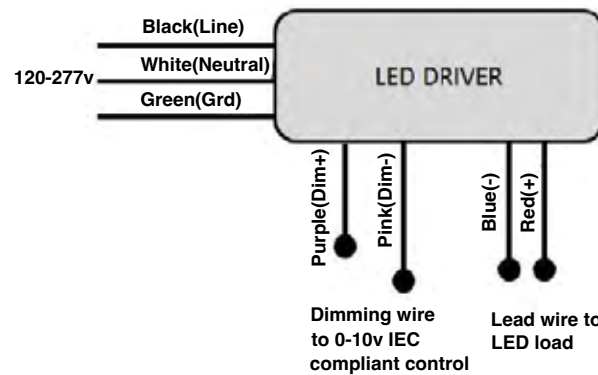 Black(Line)
120-277v
White(Neutral)
Green(Grd)
LED DRIVER
Purple(Dim+)
Pink(Dim-)
Blue(-)
Red(+)
Dimming wire
to 0-10v IEC
compliant control
Lead wire to
LED load